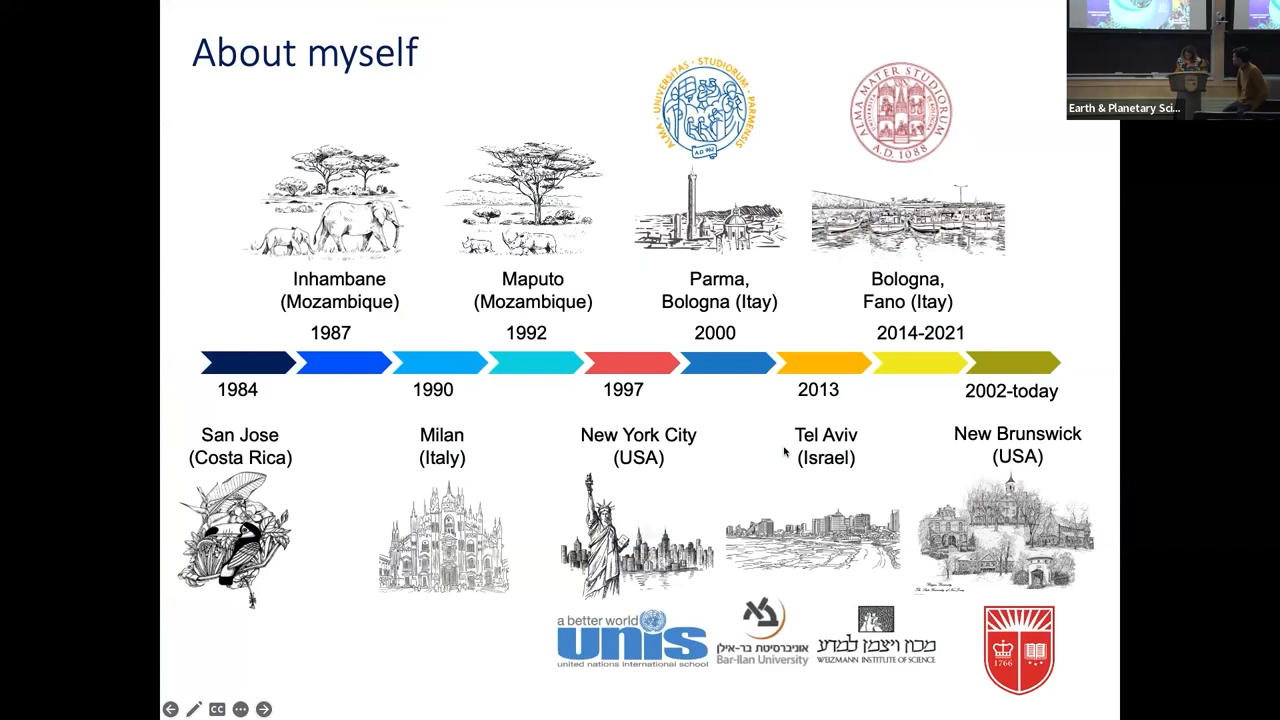 About myself
Earth & Planetary Sci...
ALMA · UNIVERSITAS · STUDIORUM · PARMENSIS
A.D. 962
ALMA MATER STUDIORUM
A.D. 1088
Inhambane
(Mozambique)
Maputo
(Mozambique)
Parma,
Bologna (Itay)
Bologna,
Fano (Itay)
1987
1992
2000
2014-2021
1984
1990
1997
2013
2002-today
San Jose
(Costa Rica)
Milan
(Italy)
New York City
(USA)
Tel Aviv
(Israel)
New Brunswick
(USA)
a better world
unis
united nations international school
אוניברסיטת בר-אילן
Bar-Ilan University
מכון ויצמן למדע
WEIZMANN INSTITUTE OF SCIENCE
1766
CC